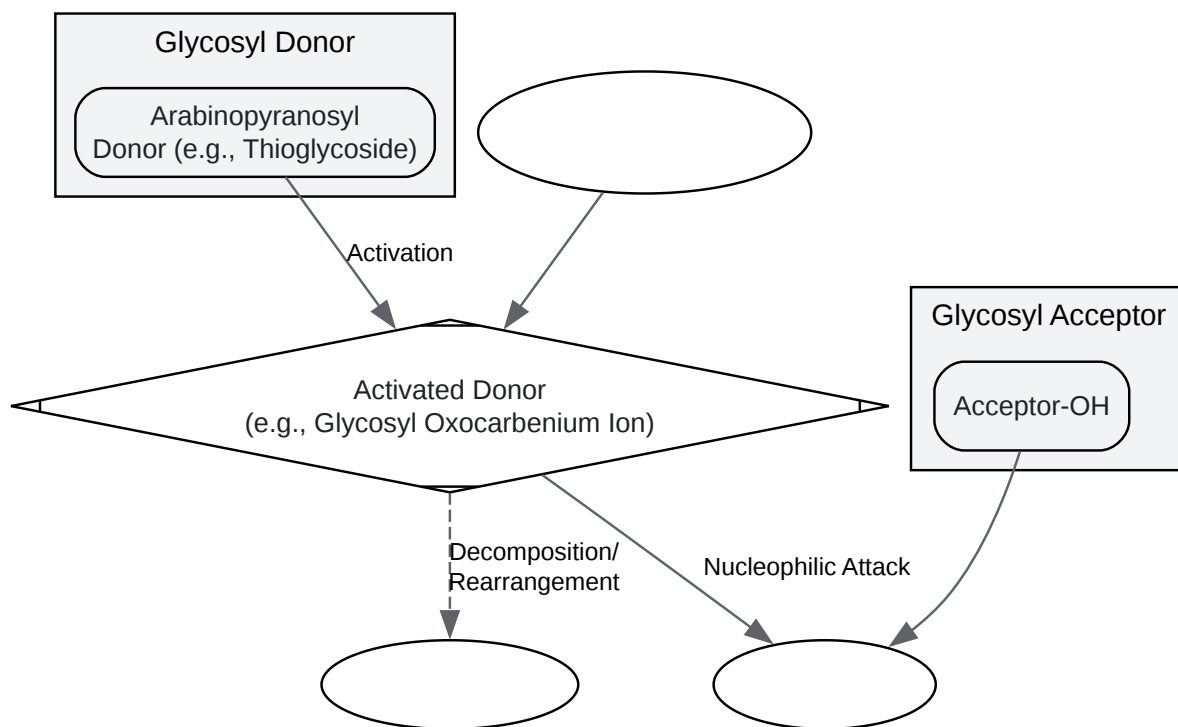 Glycosyl Donor
Arabinopyranosyl
Donor (e.g., Thioglycoside)
Activation
Glycosyl Acceptor
Activated Donor
(e.g., Glycosyl Oxocarbenium Ion)
Acceptor-OH
Decomposition/
Rearrangement
Nucleophilic Attack